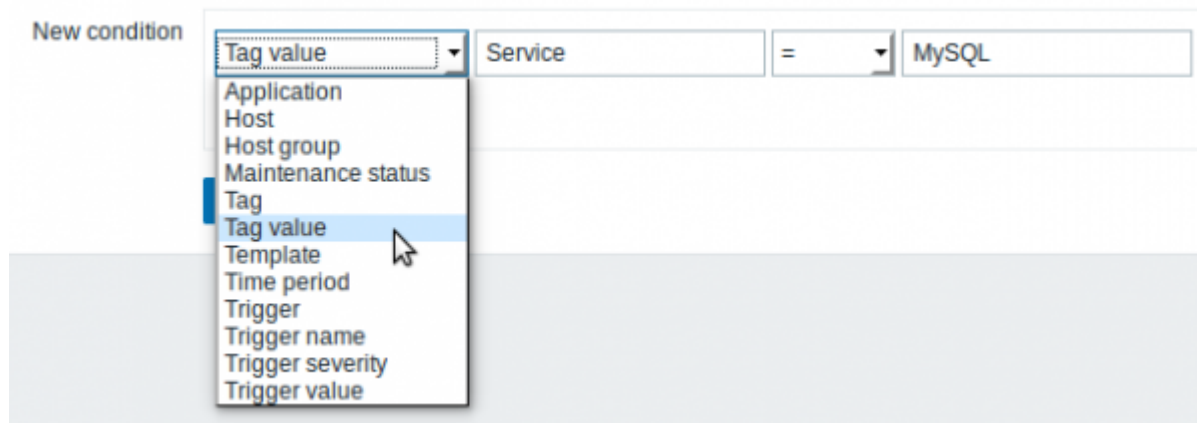 New condition
Tag value Service = MySQL
Application
Host
Host group
Maintenance status
Tag
Tag value
Template
Time period
Trigger
Trigger name
Trigger severity
Trigger value